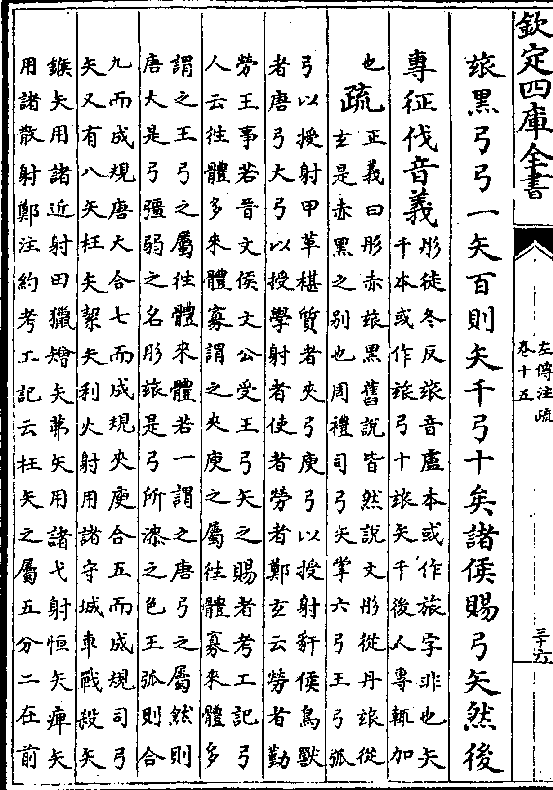 欽定四庫全書
左傳注疏
卷十五
三十六
玈黑弓弓一矢百則矢千弓十矣諸侯賜弓矢然後
專征伐音義
彤徒冬反玈音盧本或作旅字非也矢
千本或作玈弓十玈矢千後人專輒加
也
疏
正義曰彤赤玈黑舊說皆然說文彤從丹玈從
玄是赤黑之別也周禮司弓矢掌六弓王弓弧
弓以授射甲革椹質者夾弓庾弓以授射豻侯鳥獸
者唐弓大弓以授學射者使者勞者鄭玄云勞者勤
勞王事若晉文侯文公受王弓矢之賜者考工記弓
人云往體多來體寡謂之夾庾之屬往體寡來體多
謂之王弓之屬往體來體若一謂之唐弓之屬然則
唐大是弓彊弱之名彤玈是弓所漆之色王弧則合
九而成規唐大合七而成規夾庾合五而成規司弓
矢又有八矢枉矢絜矢利火射用諸守城車戰殺矢
鍭矢用諸近射田獵矰矢茀矢用諸弋射恒矢痺矢
用諸散射鄭注約考工記云枉矢之屬五分二在前